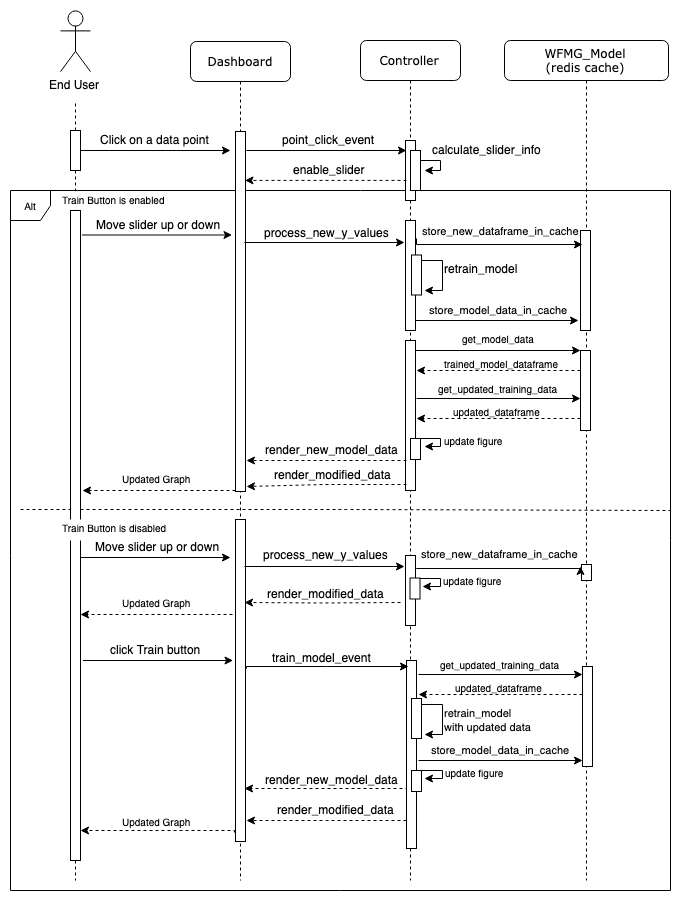 End User
Dashboard
Controller
WFMG_Model
(redis cache)
Click on a data point
point_click_event
calculate_slider_info
enable_slider
Alt
Train Button is enabled
Move slider up or down
process_new_y_values
store_new_dataframe_in_cache
retrain_model
store_model_data_in_cache
get_model_data
trained_model_dataframe
get_updated_training_data
updated_dataframe
update figure
render_new_model_data
render_modified_data
Updated Graph
Train Button is disabled
Move slider up or down
process_new_y_values
store_new_dataframe_in_cache
update figure
render_modified_data
Updated Graph
click Train button
train_model_event
get_updated_training_data
updated_dataframe
retrain_model
with updated data
store_model_data_in_cache
update figure
render_new_model_data
render_modified_data
Updated Graph